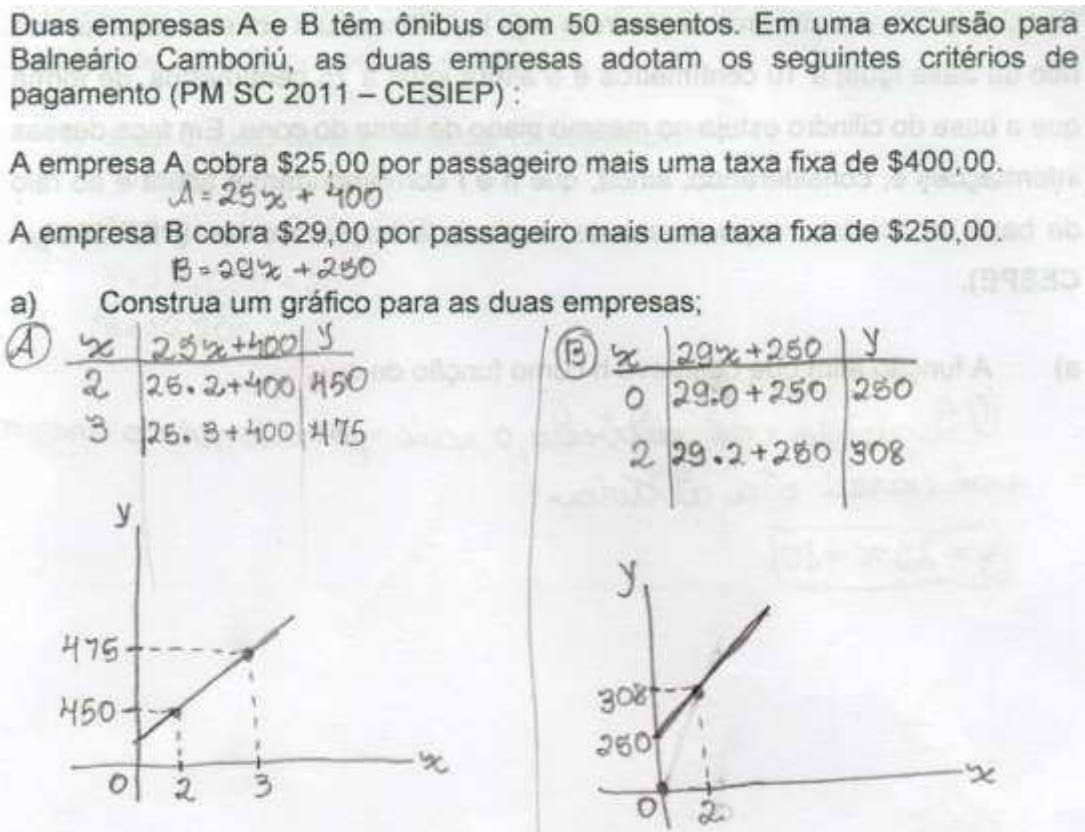 Duas empresas A e B têm ônibus com 50 assentos. Em uma excursão para
Balneário Camboriú, as duas empresas adotam os seguintes critérios de
pagamento (PM SC 2011 – CESIEP) :
A empresa A cobra $25,00 por passageiro mais uma taxa fixa de $400,00.
A = 25x + 400
A empresa B cobra $29,00 por passageiro mais uma taxa fixa de $250,00.
B = 29x + 250
a) Construa um gráfico para as duas empresas;
A x 25x+400 y
2 25.2+400 450
3 25.3+400 475
B x 29x+250 y
0 29.0+250 250
2 29.2+250 308
y
475
450
0 2 3 x
y
308
250
0 2 x